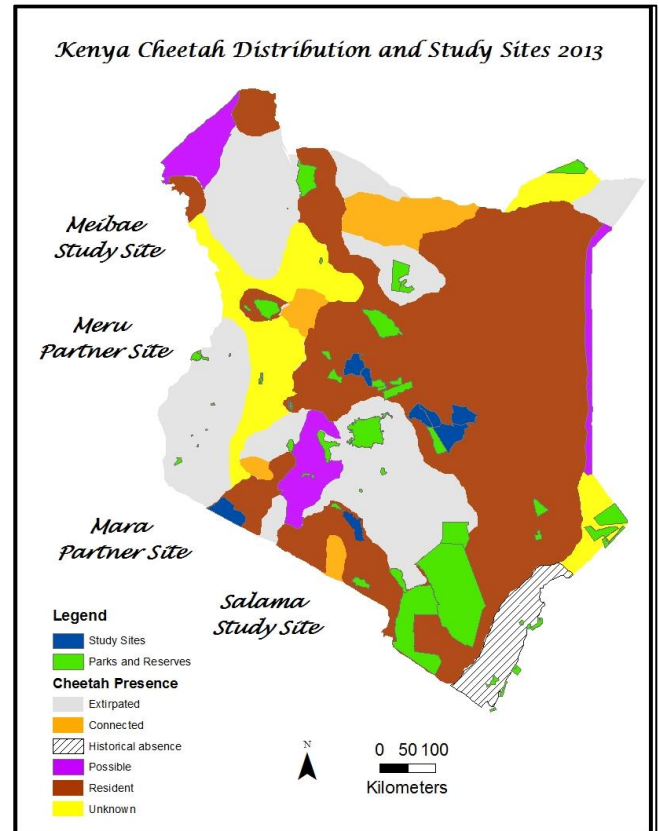 Kenya Cheetah Distribution and Study Sites 2013
Meibae
Study Site
Meru
Partner Site
Mara
Partner Site
Salama
Study Site
Legend
Study Sites
Parks and Reserves
Cheetah Presence
Extirpated
Connected
Historical absence
Possible
Resident
Unknown
N
0 50 100
Kilometers